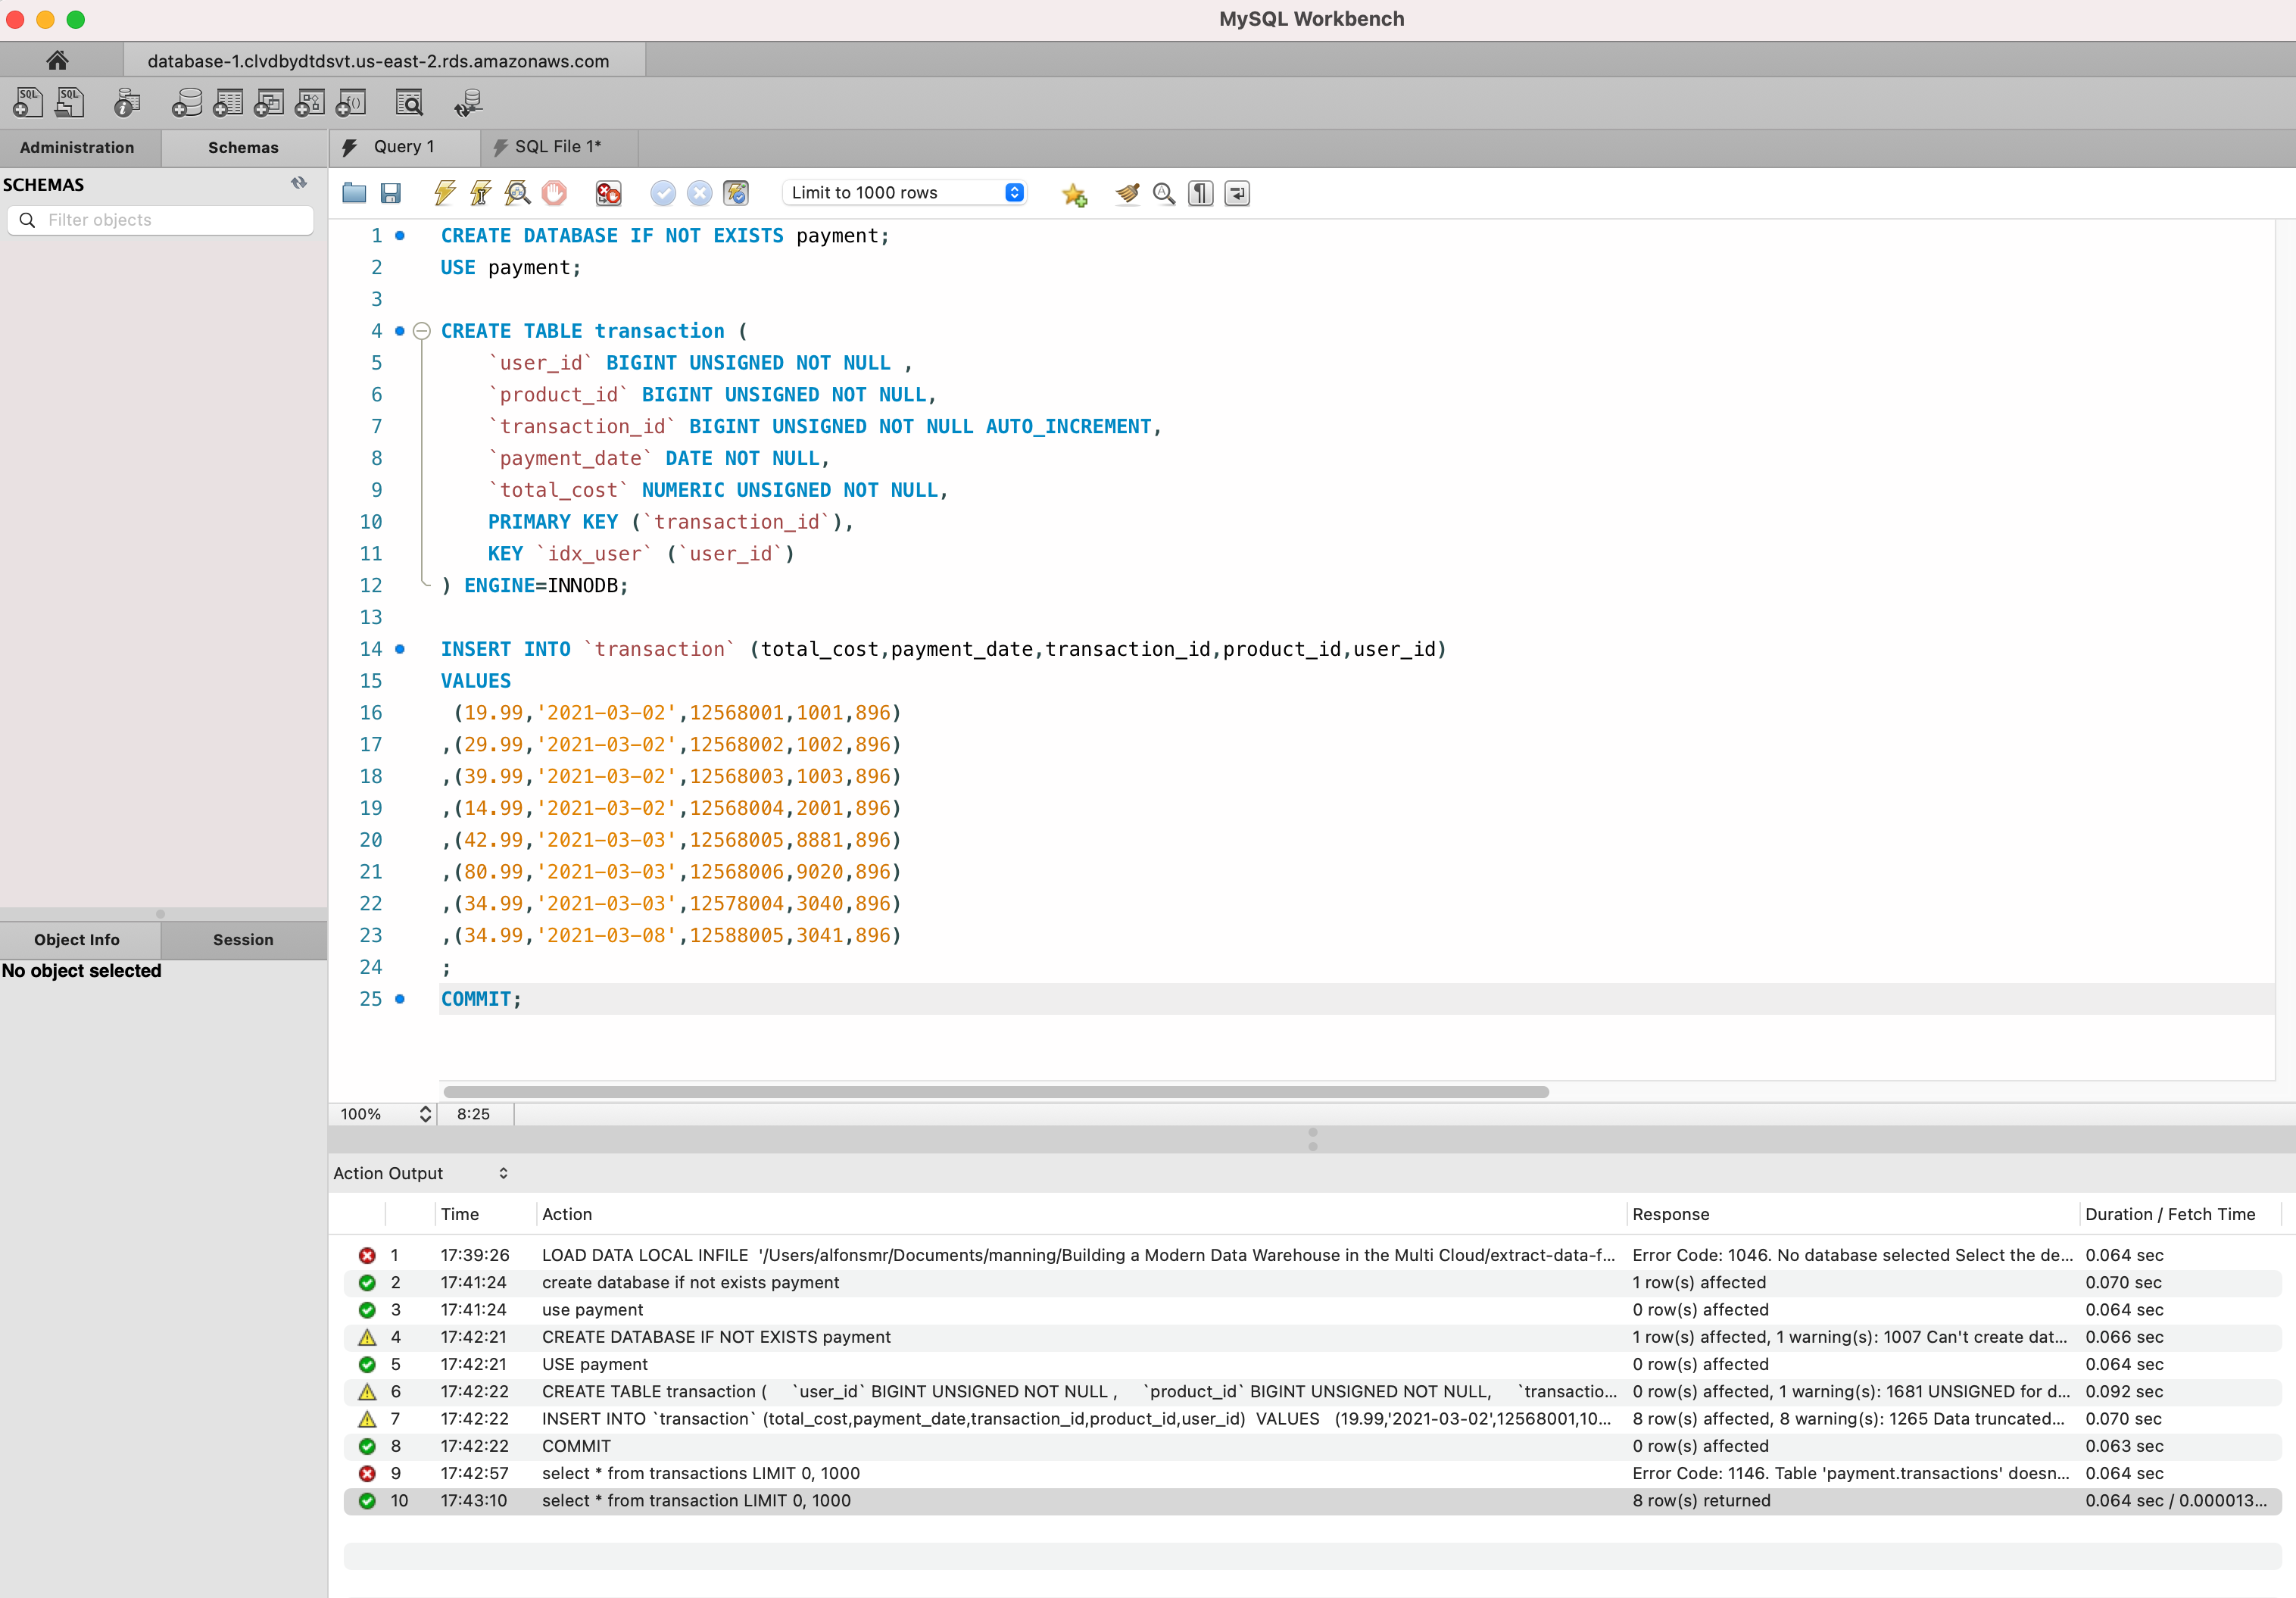 MySQL Workbench
database-1.clvdbydtdsvt.us-east-2.rds.amazonaws.com
SQL SQL i f()
Administration Schemas Query 1 SQL File 1*
SCHEMAS
Filter objects
Limit to 1000 rows
1 CREATE DATABASE IF NOT EXISTS payment;
2 USE payment;
3
4 CREATE TABLE transaction (
5 `user_id` BIGINT UNSIGNED NOT NULL ,
6 `product_id` BIGINT UNSIGNED NOT NULL,
7 `transaction_id` BIGINT UNSIGNED NOT NULL AUTO_INCREMENT,
8 `payment_date` DATE NOT NULL,
9 `total_cost` NUMERIC UNSIGNED NOT NULL,
10 PRIMARY KEY (`transaction_id`),
11 KEY `idx_user` (`user_id`)
12 ) ENGINE=INNODB;
13
14 INSERT INTO `transaction` (total_cost,payment_date,transaction_id,product_id,user_id)
15 VALUES
16 (19.99,'2021-03-02',12568001,1001,896)
17 ,(29.99,'2021-03-02',12568002,1002,896)
18 ,(39.99,'2021-03-02',12568003,1003,896)
19 ,(14.99,'2021-03-02',12568004,2001,896)
20 ,(42.99,'2021-03-03',12568005,8881,896)
21 ,(80.99,'2021-03-03',12568006,9020,896)
22 ,(34.99,'2021-03-03',12578004,3040,896)
23 ,(34.99,'2021-03-08',12588005,3041,896)
24 ;
25 COMMIT;
Object Info Session
No object selected
100% 8:25
Action Output
Time Action Response Duration / Fetch Time
1 17:39:26 LOAD DATA LOCAL INFILE '/Users/alfonsmr/Documents/manning/Building a Modern Data Warehouse in the Multi Cloud/extract-data-f... Error Code: 1046. No database selected Select the de... 0.064 sec
2 17:41:24 create database if not exists payment 1 row(s) affected 0.070 sec
3 17:41:24 use payment 0 row(s) affected 0.064 sec
4 17:42:21 CREATE DATABASE IF NOT EXISTS payment 1 row(s) affected, 1 warning(s): 1007 Can't create dat... 0.066 sec
5 17:42:21 USE payment 0 row(s) affected 0.064 sec
6 17:42:22 CREATE TABLE transaction ( `user_id` BIGINT UNSIGNED NOT NULL , `product_id` BIGINT UNSIGNED NOT NULL, `transactio... 0 row(s) affected, 1 warning(s): 1681 UNSIGNED for d... 0.092 sec
7 17:42:22 INSERT INTO `transaction` (total_cost,payment_date,transaction_id,product_id,user_id) VALUES (19.99,'2021-03-02',12568001,10... 8 row(s) affected, 8 warning(s): 1265 Data truncated... 0.070 sec
8 17:42:22 COMMIT 0 row(s) affected 0.063 sec
9 17:42:57 select * from transactions LIMIT 0, 1000 Error Code: 1146. Table 'payment.transactions' doesn... 0.064 sec
10 17:43:10 select * from transaction LIMIT 0, 1000 8 row(s) returned 0.064 sec / 0.000013...